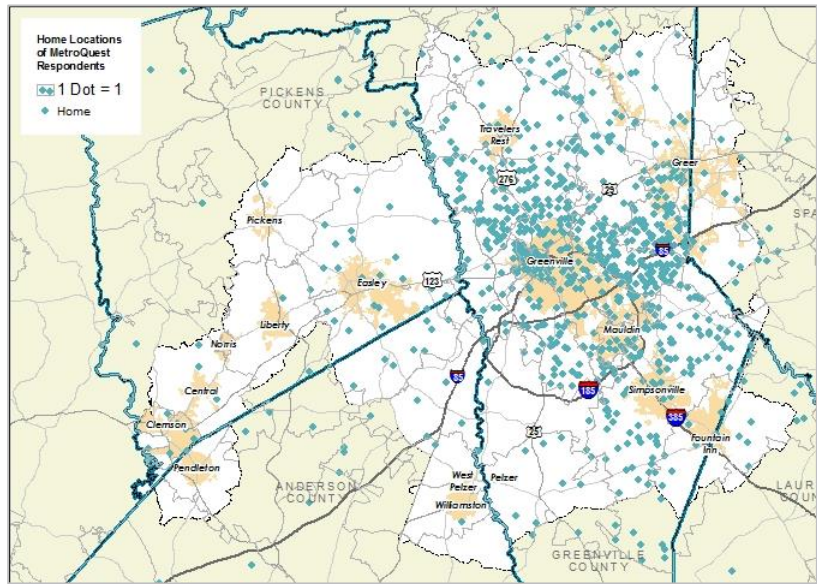 Home Locations
of MetroQuest
Respondents
1 Dot = 1
Home
PICKENS
COUNTY
Travelers
Rest
276
29
Greer
SPA
Pickens
85
Greenville
Easley
123
Liberty
Mauldin
Norris
85
Central
185
Simpsonville
Clemson
385
Fountain
Inn
25
Pendleton
West
Pelzer
Pelzer
ANDERSON
COUNTY
Williamston
LAUR
COUN
GREENVILLE
COUNTY